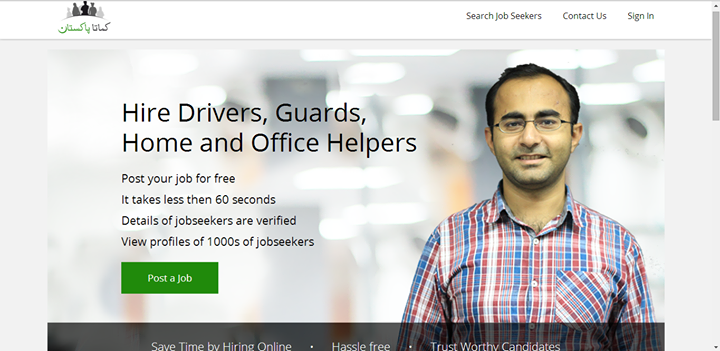 کماتا پاکستان
Search Job Seekers Contact Us Sign In
Hire Drivers, Guards,
Home and Office Helpers
Post your job for free
It takes less then 60 seconds
Details of jobseekers are verified
View profiles of 1000s of jobseekers
Post a Job
Save Time by Hiring Online • Hassle free • Trust Worthy Candidates